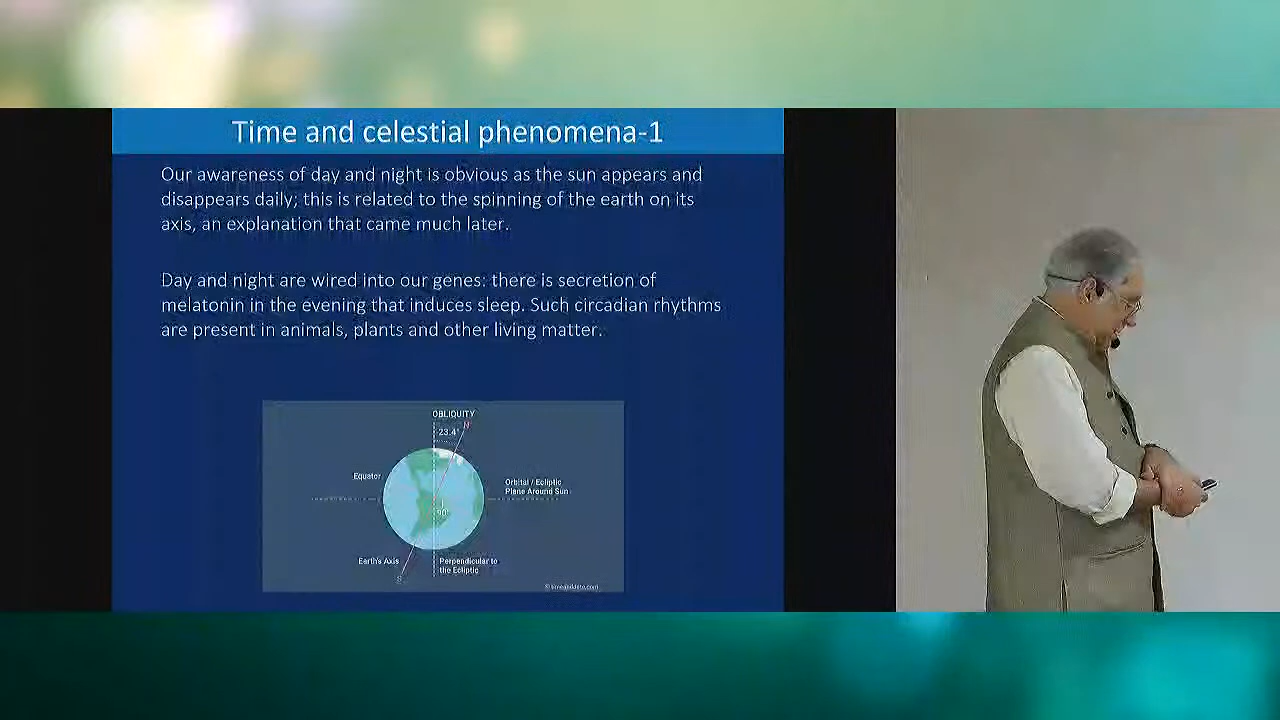 Time and celestial phenomena-1
Our awareness of day and night is obvious as the sun appears and
disappears daily; this is related to the spinning of the earth on its
axis, an explanation that came much later.
Day and night are wired into our genes: there is secretion of
melatonin in the evening that induces sleep. Such circadian rhythms
are present in animals, plants and other living matter.
OBLIQUITY
N
23.4°
Equator
Orbital / Ecliptic
Plane Around Sun
Earth's Axis
Perpendicular to
the Ecliptic
S
© timeanddate.com